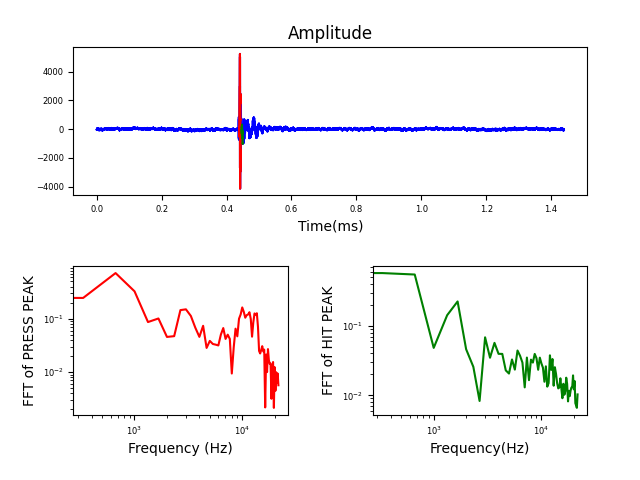 Amplitude
4000
2000
0
−2000
−4000
0.0 0.2 0.4 0.6 0.8 1.0 1.2 1.4
Time(ms)
FFT of PRESS PEAK
10⁻¹
10⁻²
10³ 10⁴
Frequency (Hz)
FFT of HIT PEAK
10⁻¹
10⁻²
10³ 10⁴
Frequency(Hz)